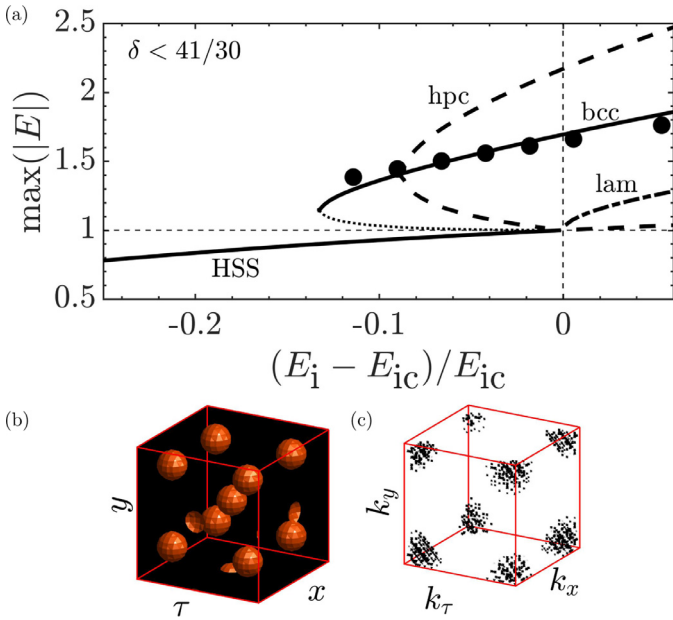 (a)
2.5
δ < 41/30
hpc
2
bcc
max(|E|)
1.5
lam
1
HSS
0.5
-0.2 -0.1 0
(E_i − E_ic)/E_ic
(b) (c)
y
k_y
τ x k_τ k_x